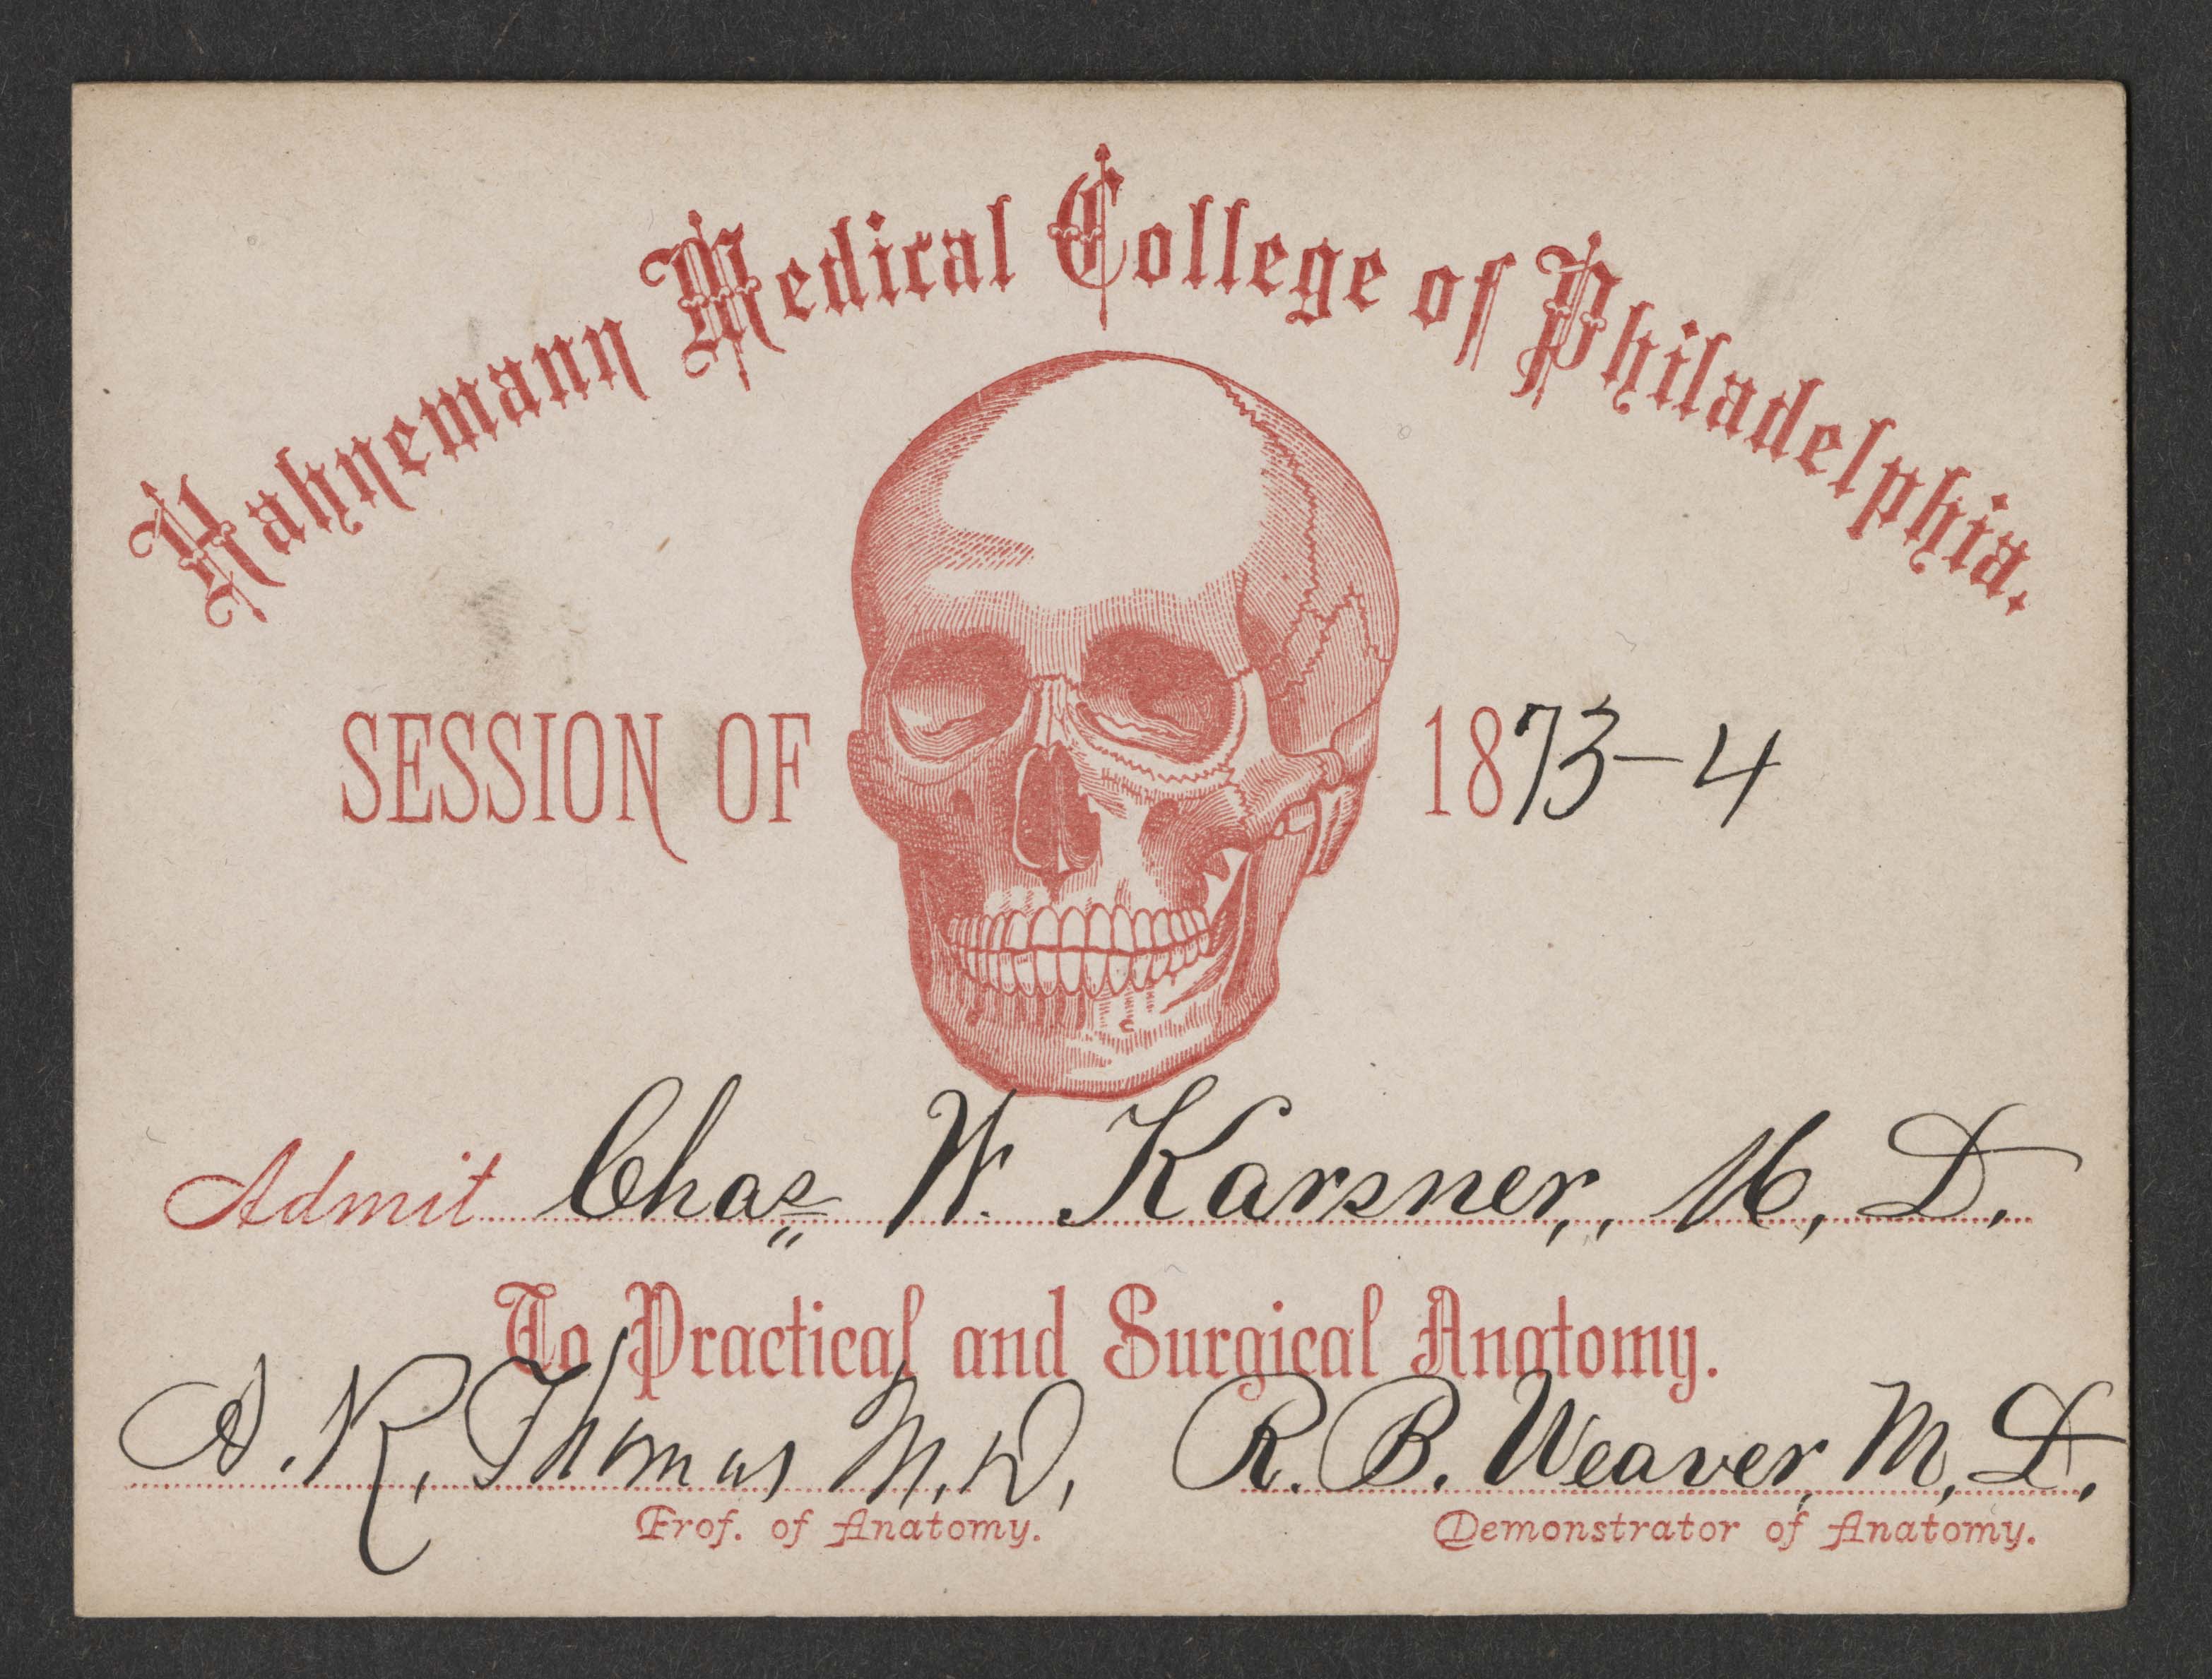 Hahnemann Medical College of Philadelphia.
SESSION OF 1873-4
Admit Chas W. Karsner, M. D.
To Practical and Surgical Anatomy.
A. R. Thomas M. D. R. B. Weaver, M. D.
Prof. of Anatomy. Demonstrator of Anatomy.